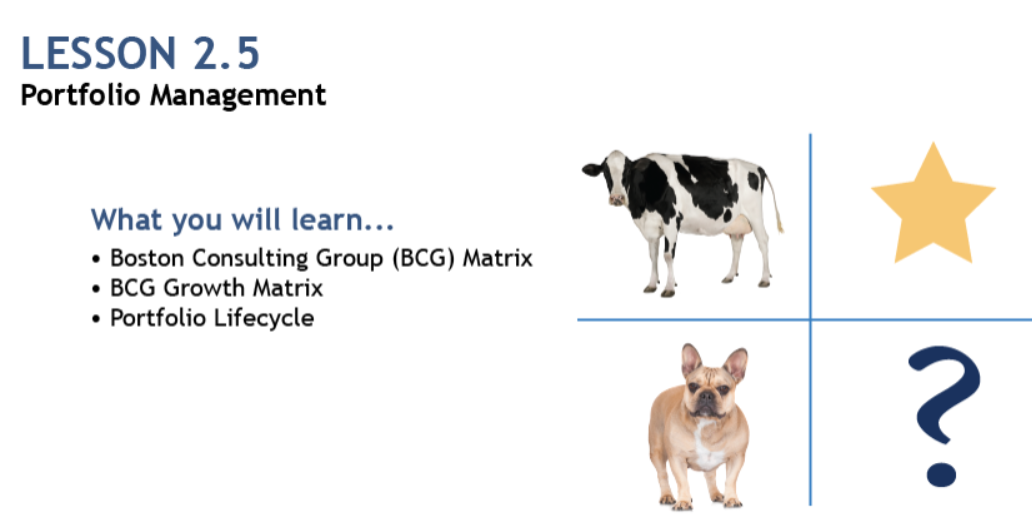 LESSON 2.5
Portfolio Management
What you will learn...
• Boston Consulting Group (BCG) Matrix
• BCG Growth Matrix
• Portfolio Lifecycle
?